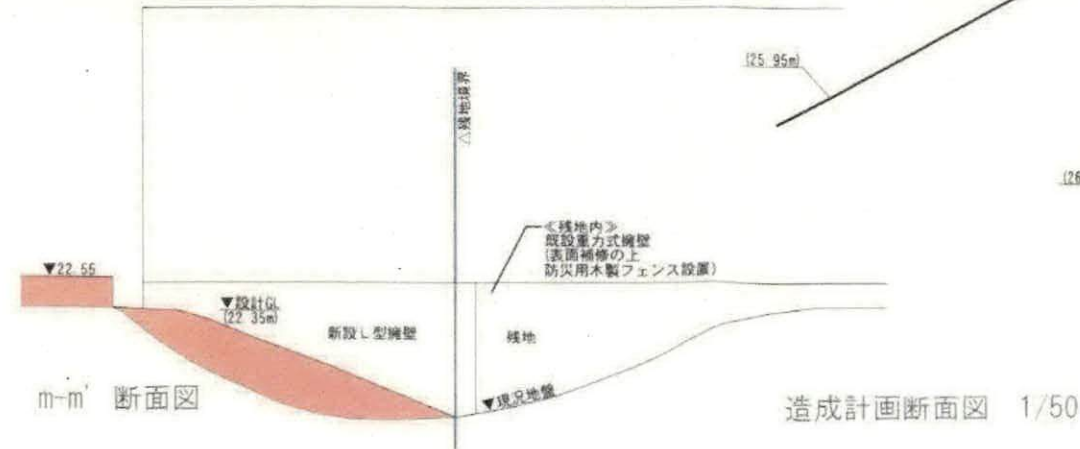 △残地境界
(25 95m)
(26
≪残地内≫
既設重力式擁壁
(表面補修の上
防災用木製フェンス設置)
▼22.55
▼設計GL
(22 35m)
新設L型擁壁
残地
▼現況地盤
m-m' 断面図
造成計画断面図 1/50